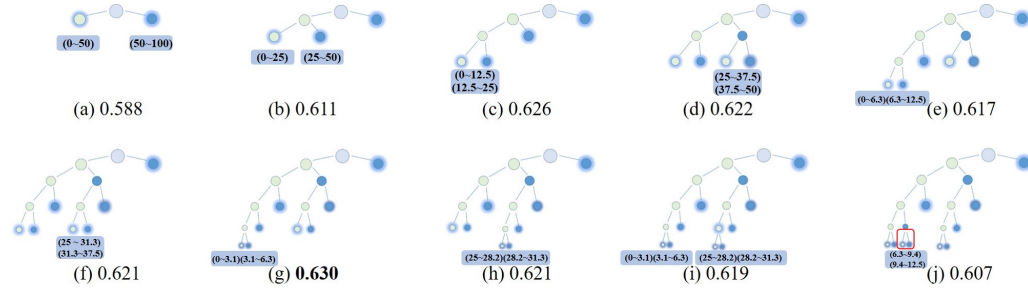 (0~50) (50~100)
(a) 0.588
(0~25) (25~50)
(b) 0.611
(0~12.5)
(12.5~25)
(c) 0.626
(25~37.5)
(37.5~50)
(d) 0.622
(0~6.3)(6.3~12.5)
(e) 0.617
(25 ~ 31.3)
(31.3~37.5)
(f) 0.621
(0~3.1)(3.1~6.3)
(g) 0.630
(25~28.2)(28.2~31.3)
(h) 0.621
(0~3.1)(3.1~6.3) (25~28.2)(28.2~31.3)
(i) 0.619
(6.3~9.4)
(9.4~12.5)
(j) 0.607